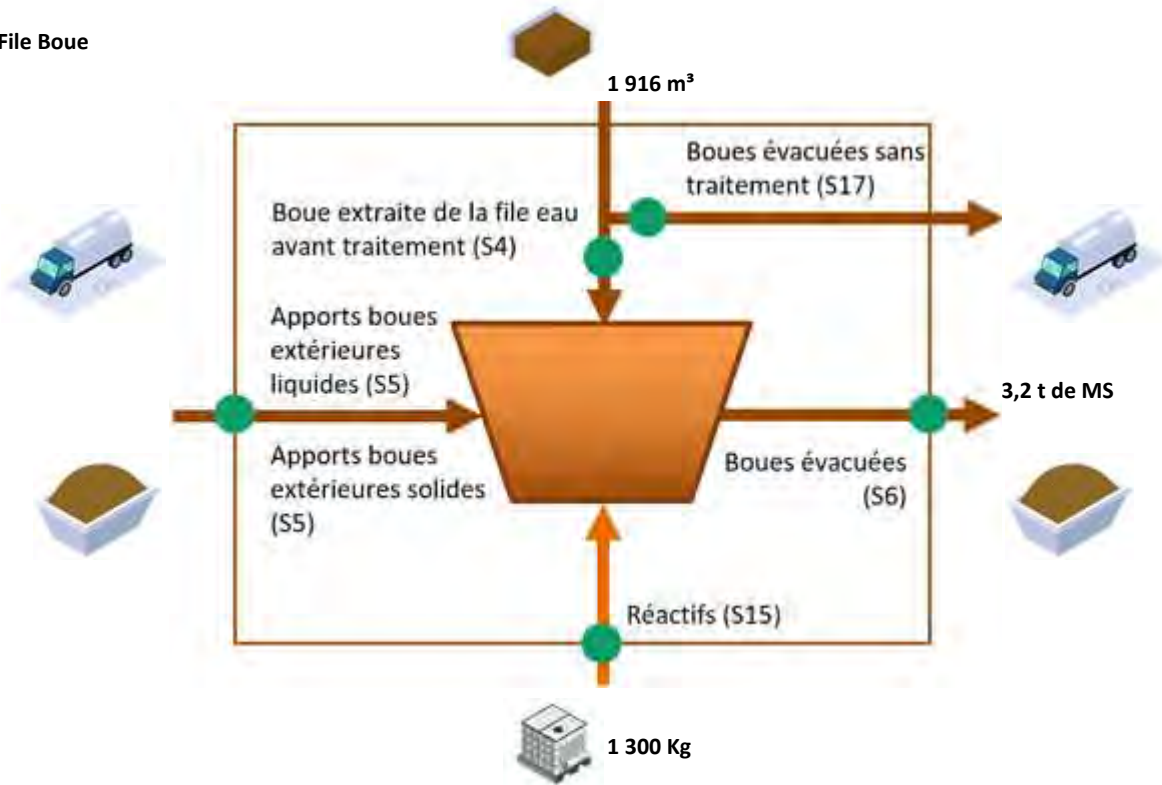 File Boue
1 916 m³
Boues évacuées sans
traitement (S17)
Boue extraite de la file eau
avant traitement (S4)
Apports boues
extérieures
liquides (S5)
3,2 t de MS
Apports boues
extérieures solides
(S5)
Boues évacuées
(S6)
Réactifs (S15)
1 300 Kg